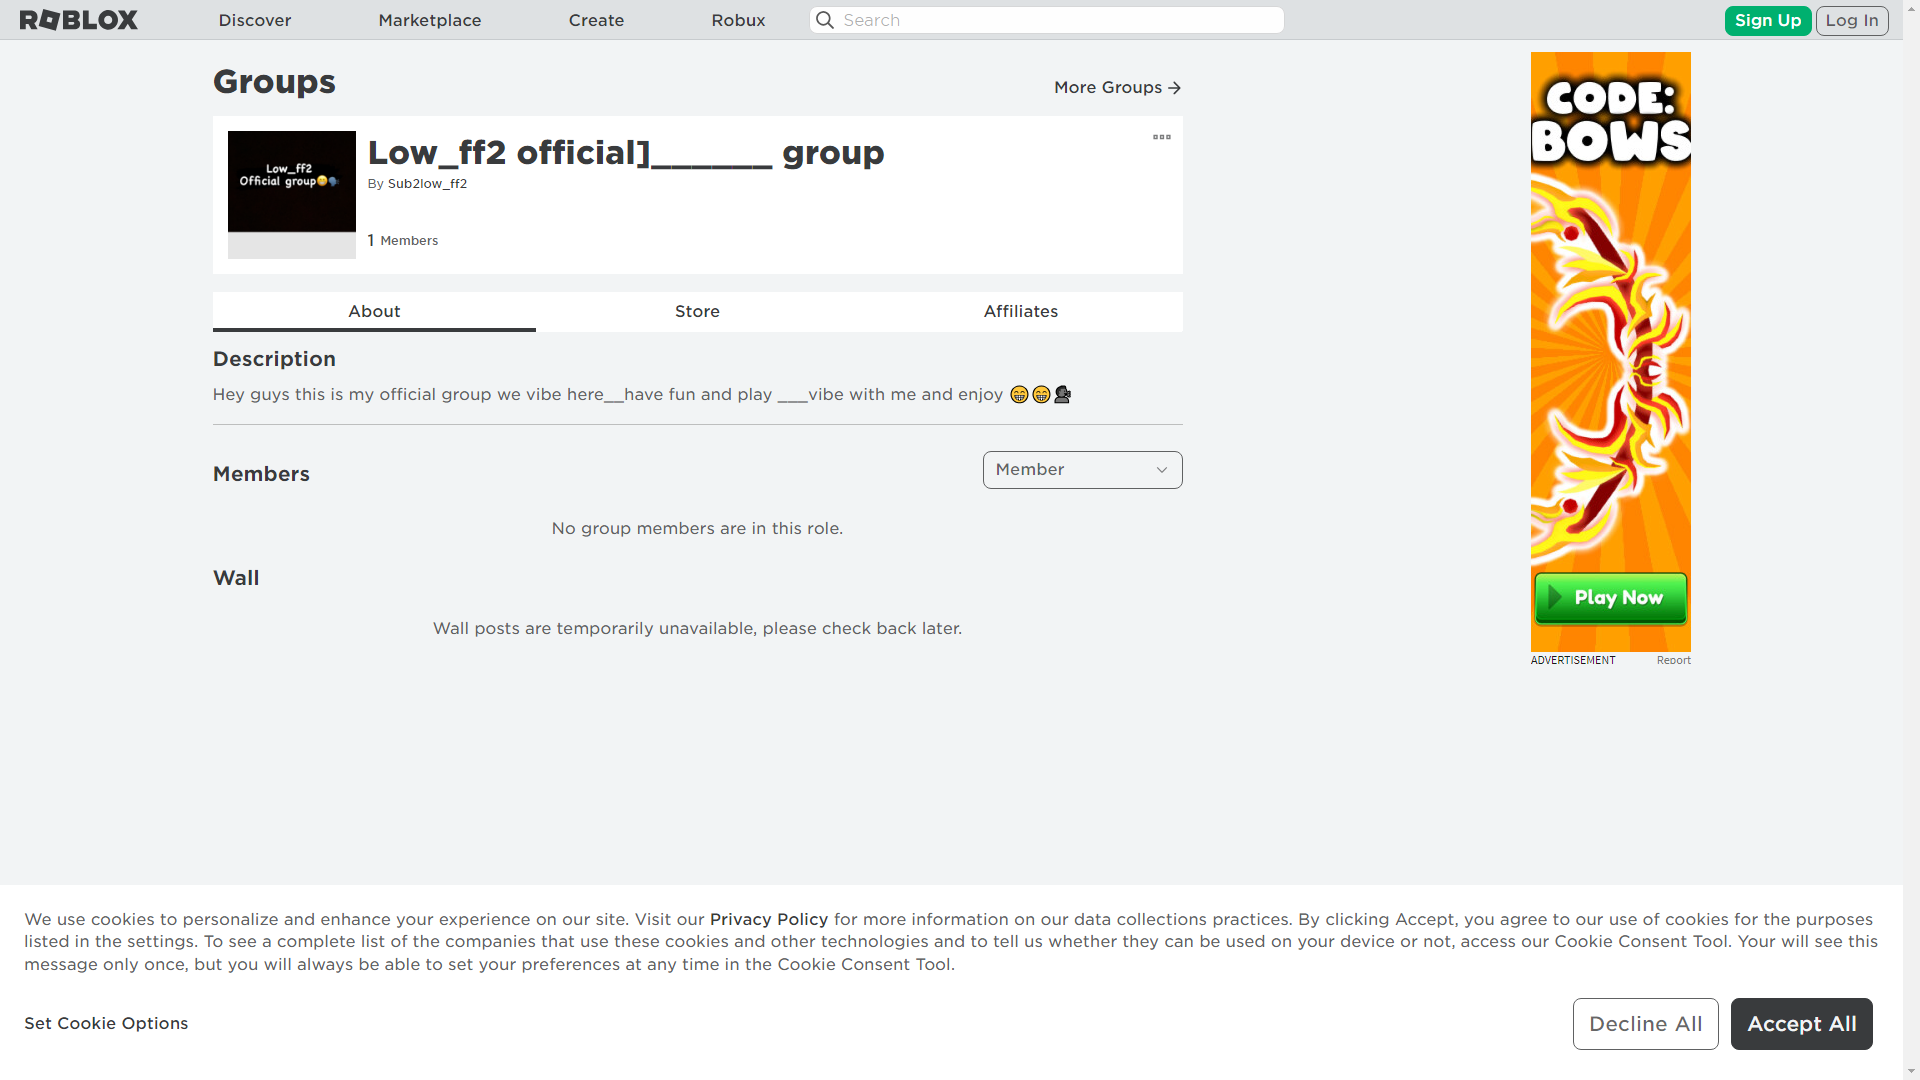 ROBLOX
Discover
Marketplace
Create
Robux
Search
Sign Up
Log In
Groups
More Groups →
Low_ff2
Official group😁🗣
Low_ff2 official]______ group
By Sub2low_ff2
1 Members
About
Store
Affiliates
Description
Hey guys this is my official group we vibe here__have fun and play ___vibe with me and enjoy 😁😁🗣
Members
Member
No group members are in this role.
Wall
Wall posts are temporarily unavailable, please check back later.
CODE:
BOWS
Play Now
ADVERTISEMENT
Report
We use cookies to personalize and enhance your experience on our site. Visit our Privacy Policy for more information on our data collections practices. By clicking Accept, you agree to our use of cookies for the purposes
listed in the settings. To see a complete list of the companies that use these cookies and other technologies and to tell us whether they can be used on your device or not, access our Cookie Consent Tool. Your will see this
message only once, but you will always be able to set your preferences at any time in the Cookie Consent Tool.
Set Cookie Options
Decline All
Accept All